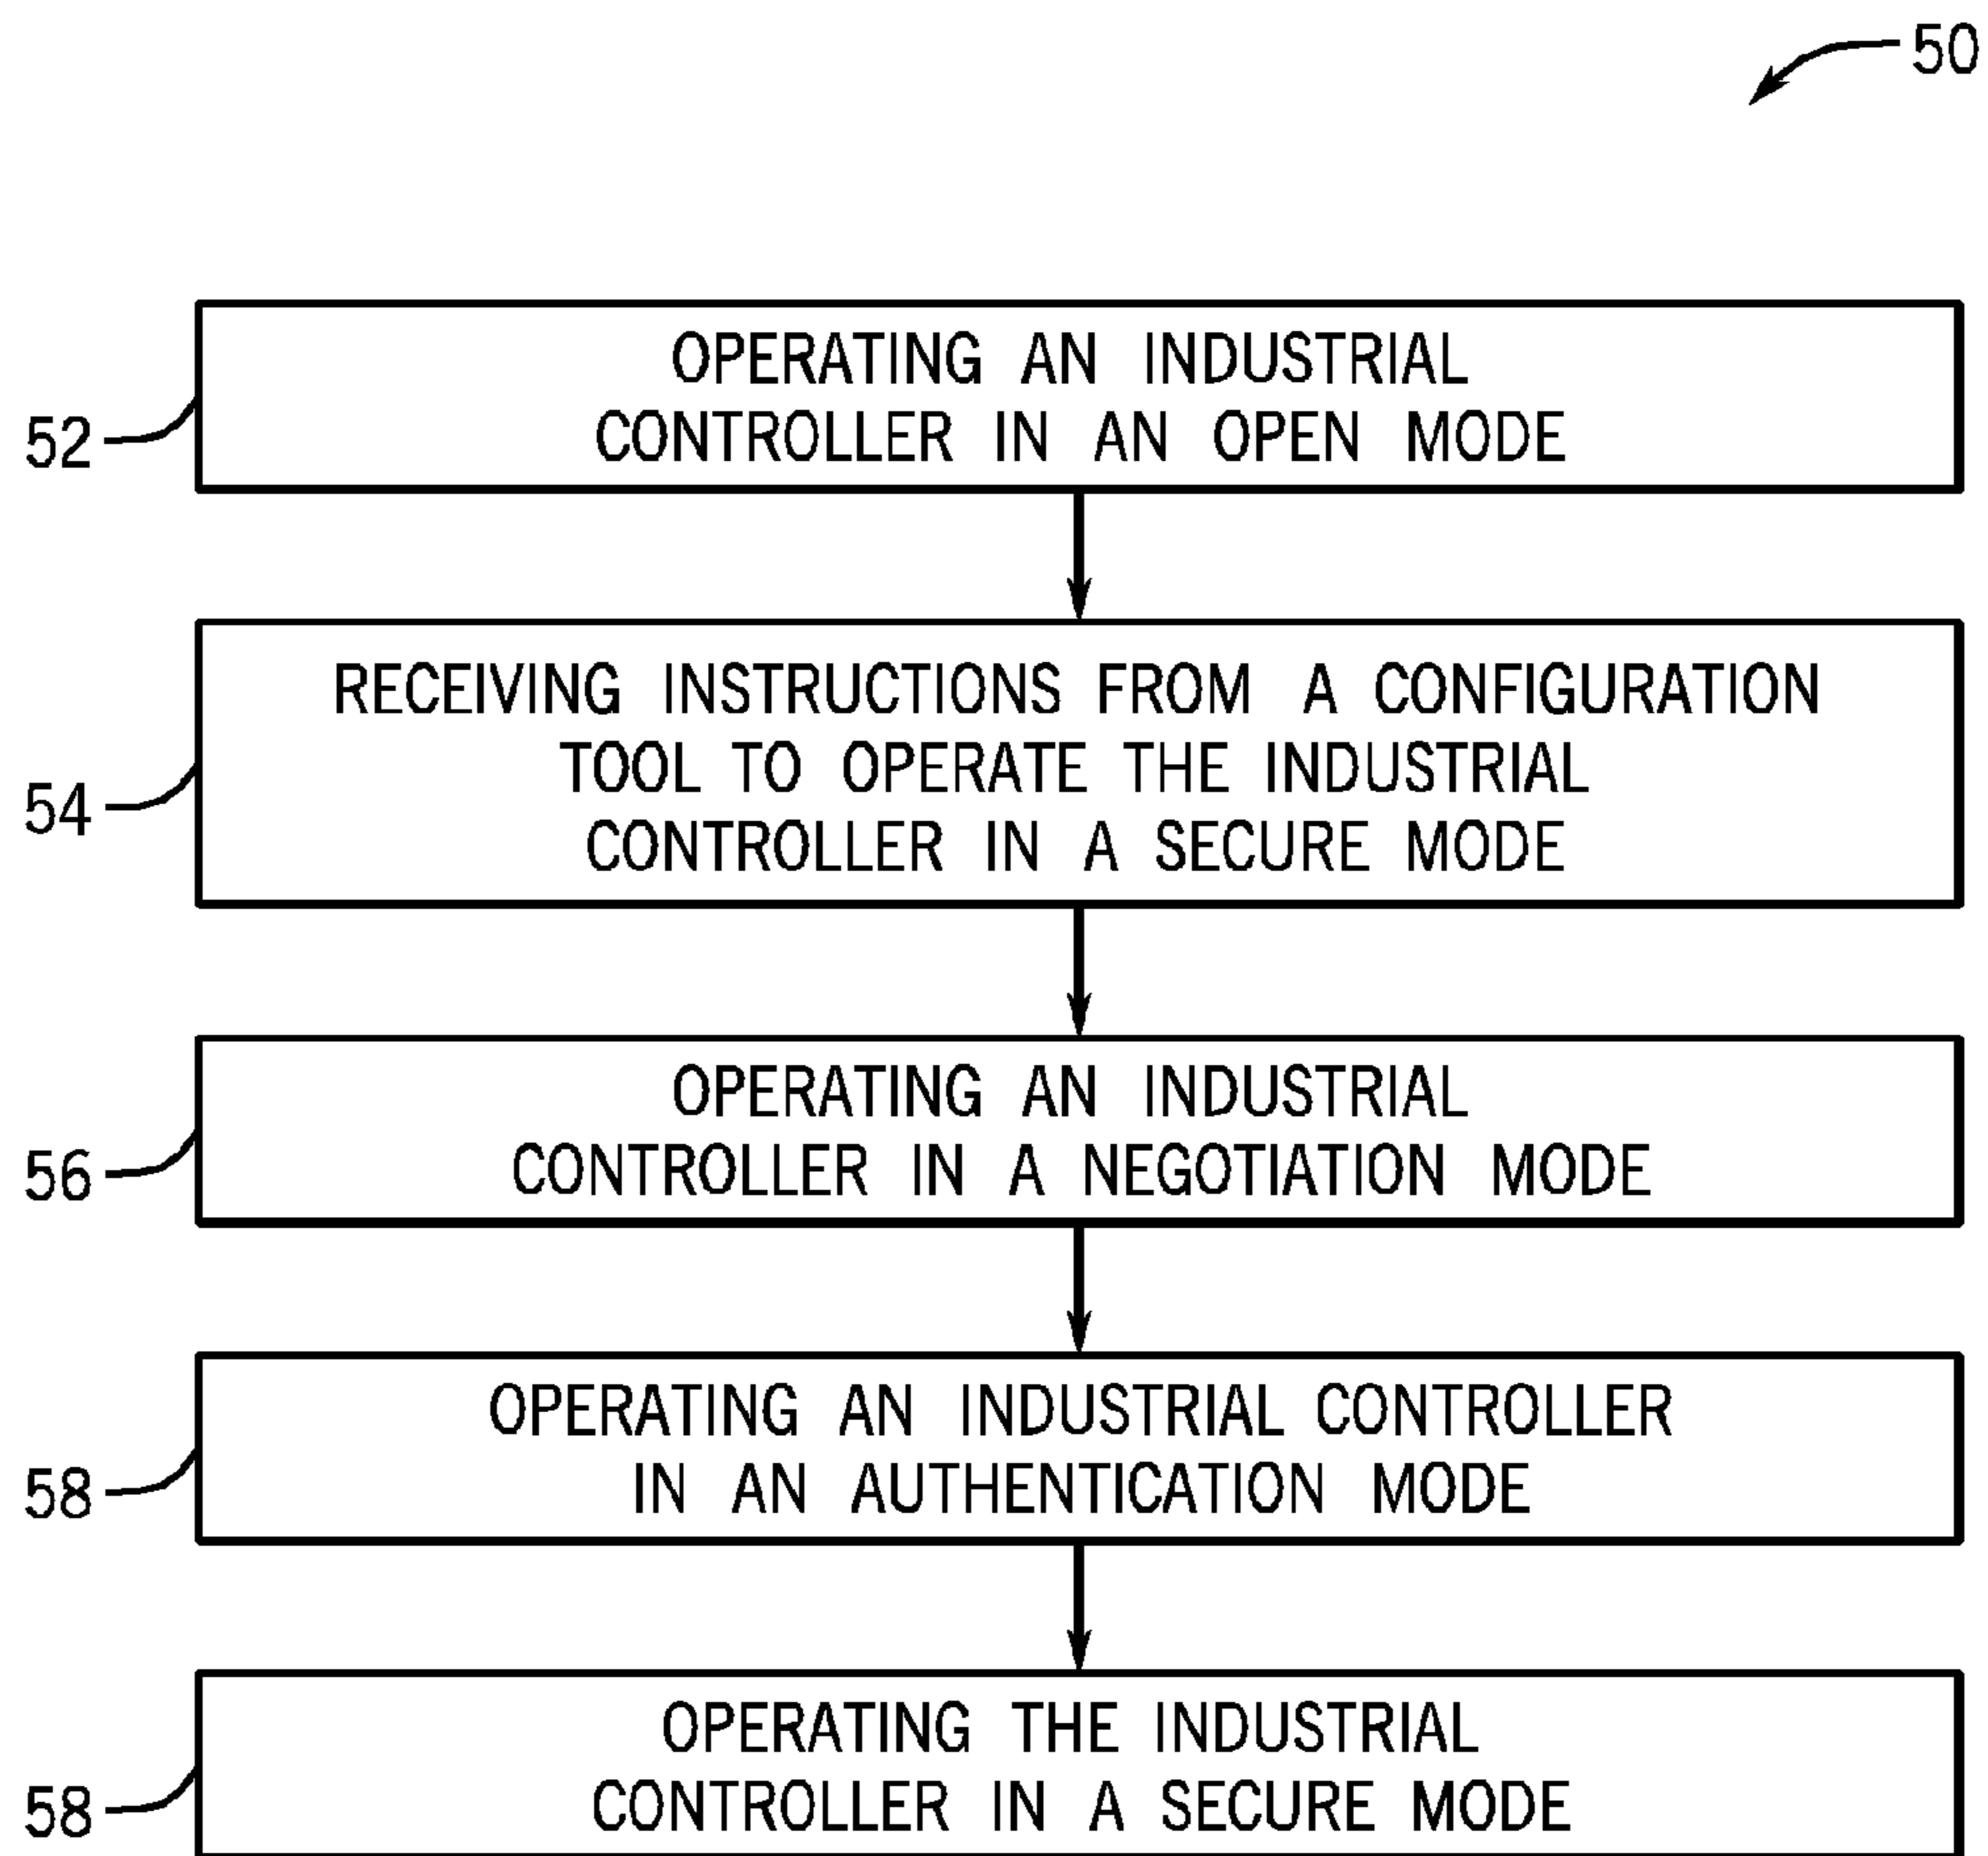 50
OPERATING AN INDUSTRIAL
CONTROLLER IN AN OPEN MODE
52
RECEIVING INSTRUCTIONS FROM A CONFIGURATION
TOOL TO OPERATE THE INDUSTRIAL
CONTROLLER IN A SECURE MODE
54
OPERATING AN INDUSTRIAL
CONTROLLER IN A NEGOTIATION MODE
56
OPERATING AN INDUSTRIAL CONTROLLER
IN AN AUTHENTICATION MODE
58
OPERATING THE INDUSTRIAL
CONTROLLER IN A SECURE MODE
58